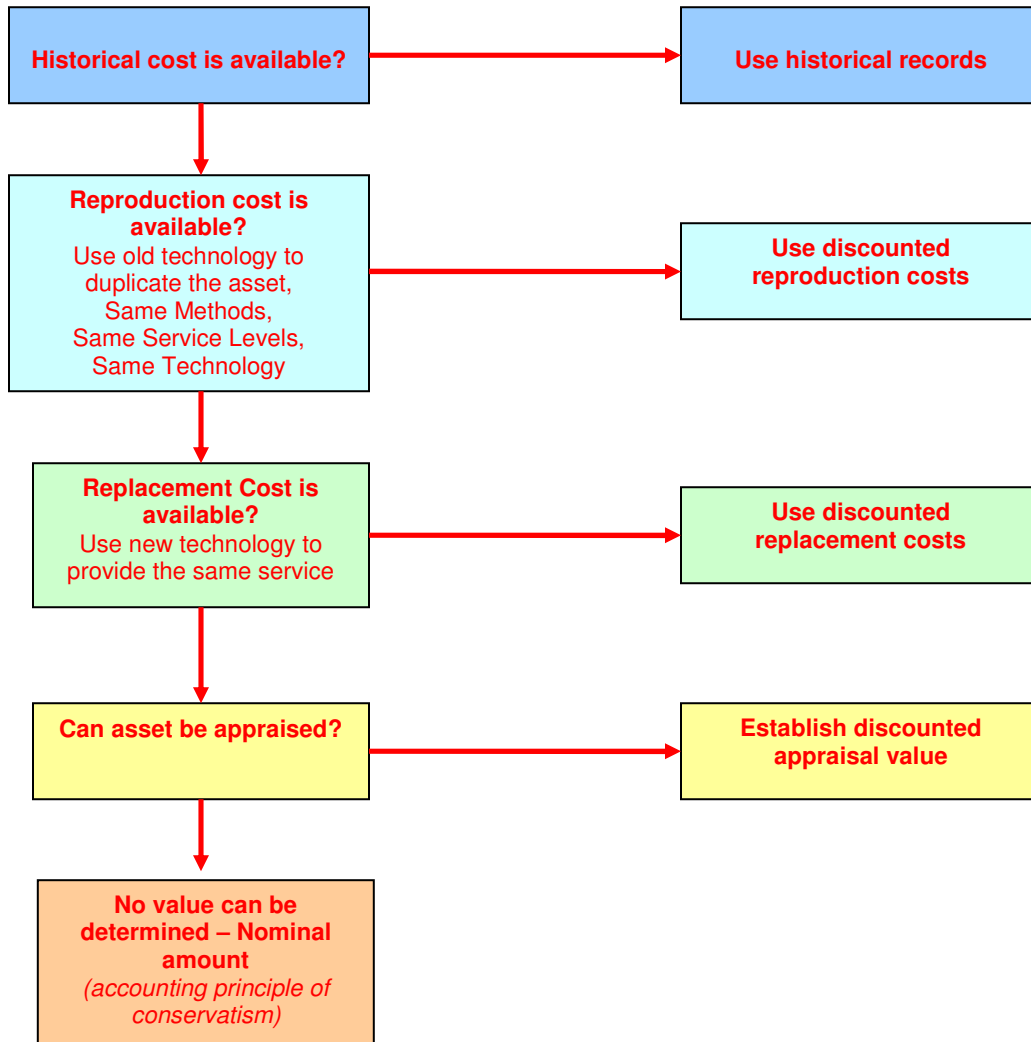 Historical cost is available?
Use historical records
Reproduction cost is
available?
Use old technology to
duplicate the asset,
Same Methods,
Same Service Levels,
Same Technology
Use discounted
reproduction costs
Replacement Cost is
available?
Use new technology to
provide the same service
Use discounted
replacement costs
Can asset be appraised?
Establish discounted
appraisal value
No value can be
determined – Nominal
amount
(accounting principle of
conservatism)